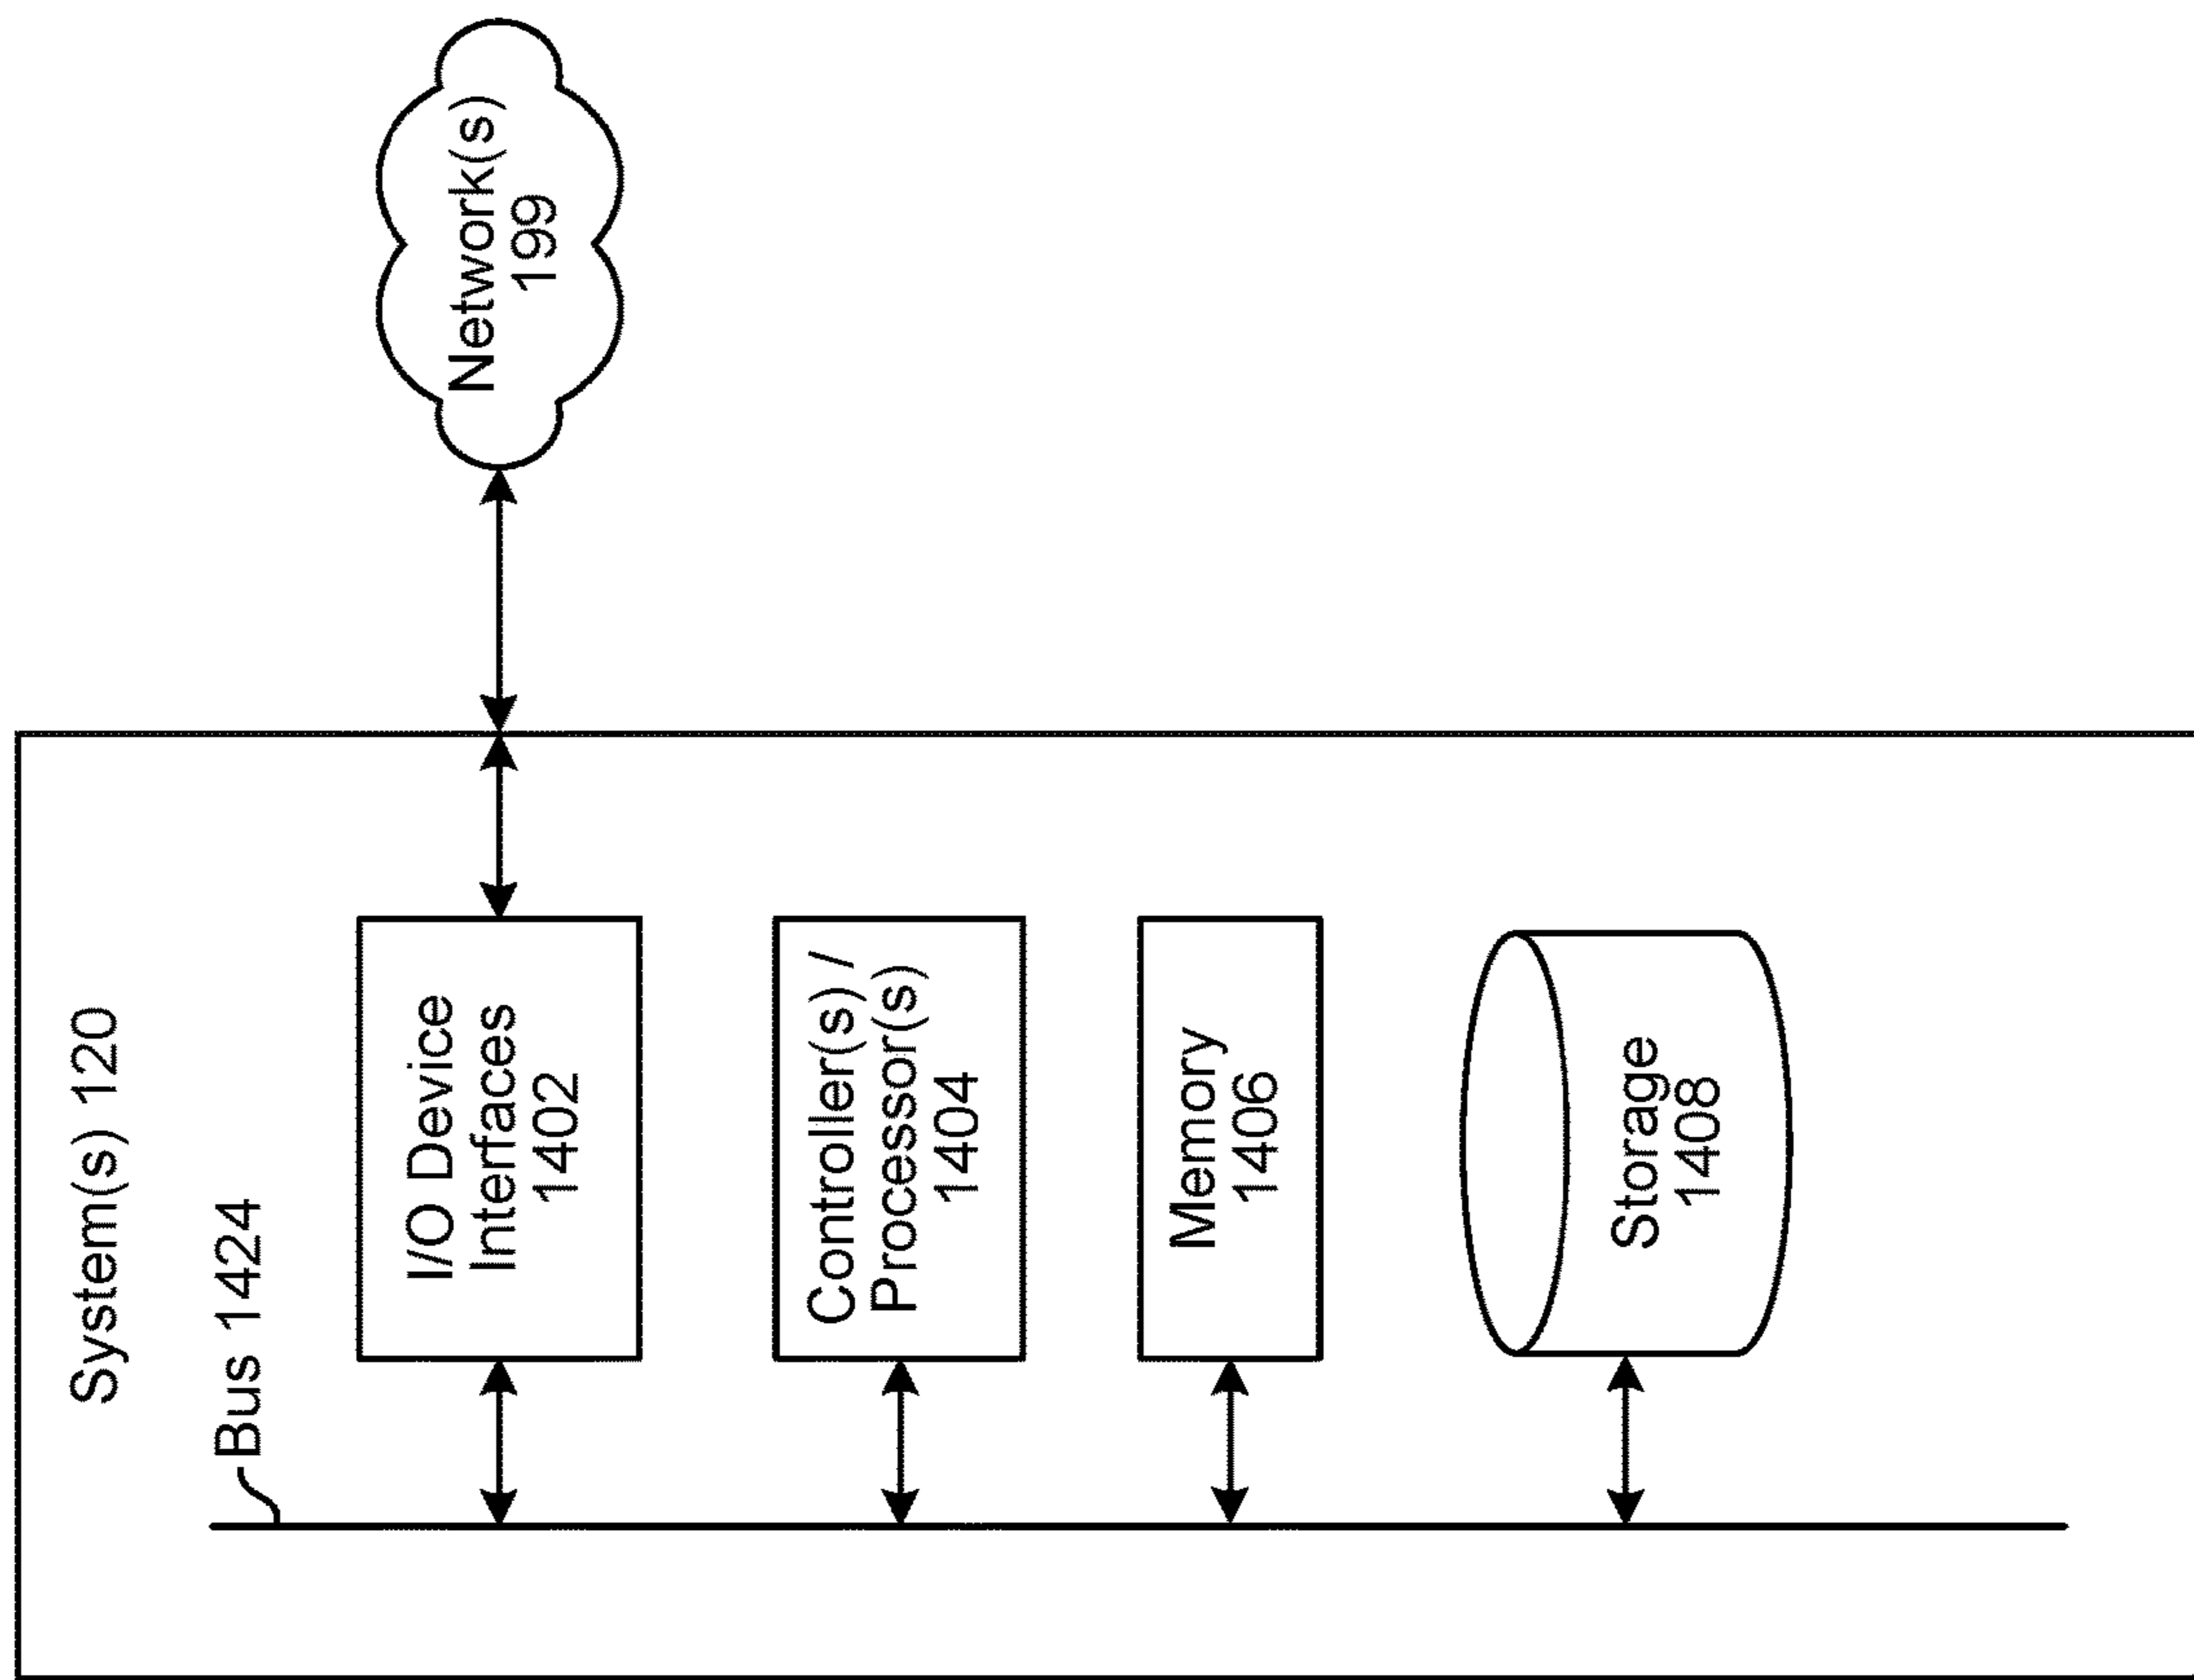 System(s) 120
Bus 1424
I/O Device
Interfaces
1402
Network(s)
199
Controller(s) /
Processor(s)
1404
Memory
1406
Storage
1408